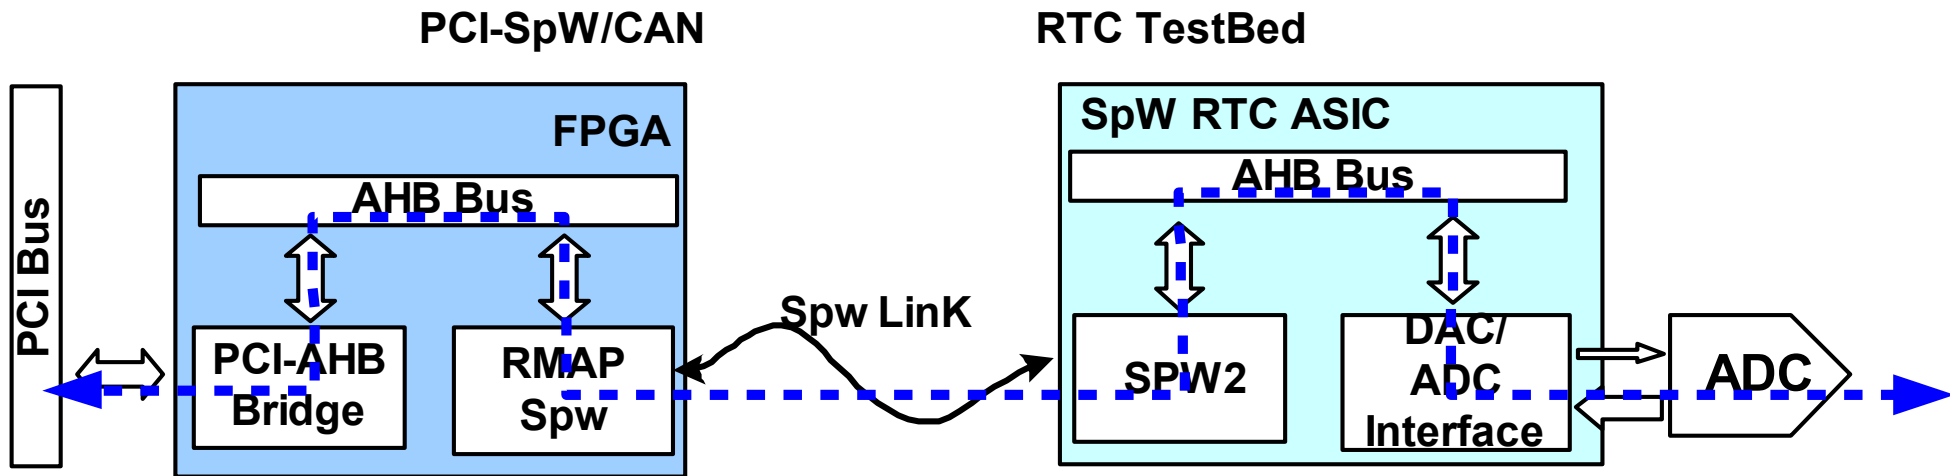 PCI-SpW/CAN
RTC TestBed
PCI Bus
FPGA
AHB Bus
PCI-AHB
Bridge
RMAP
Spw
Spw LinK
SpW RTC ASIC
AHB Bus
SPW2
DAC/
ADC
Interface
ADC